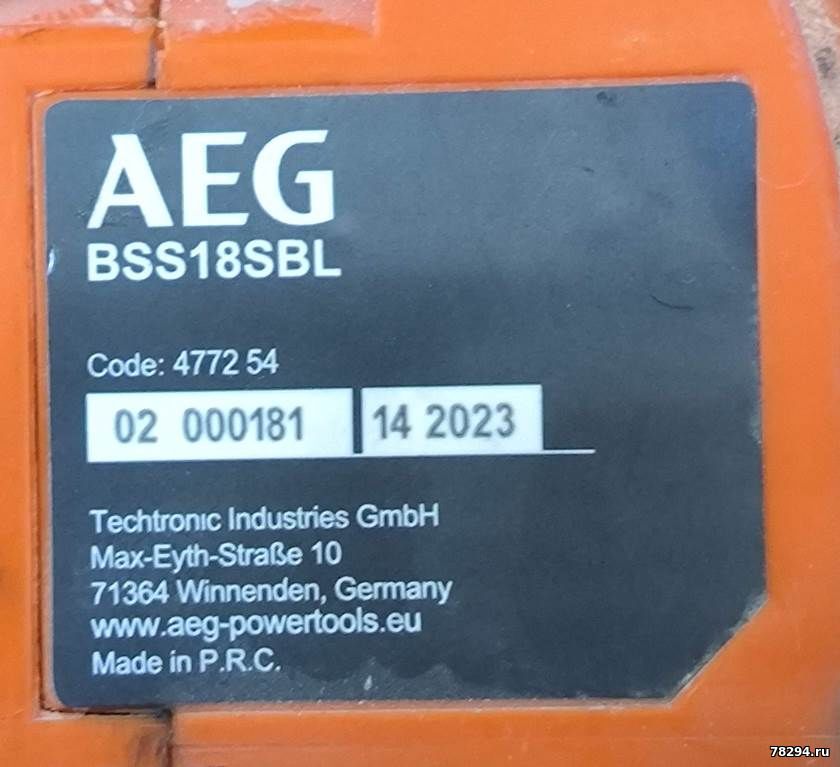 AEG
BSS18SBL
Code: 4772 54
02 000181 14 2023
Techtronic Industries GmbH
Max-Eyth-Straße 10
71364 Winnenden, Germany
www.aeg-powertools.eu
Made in P.R.C.
78294.ru